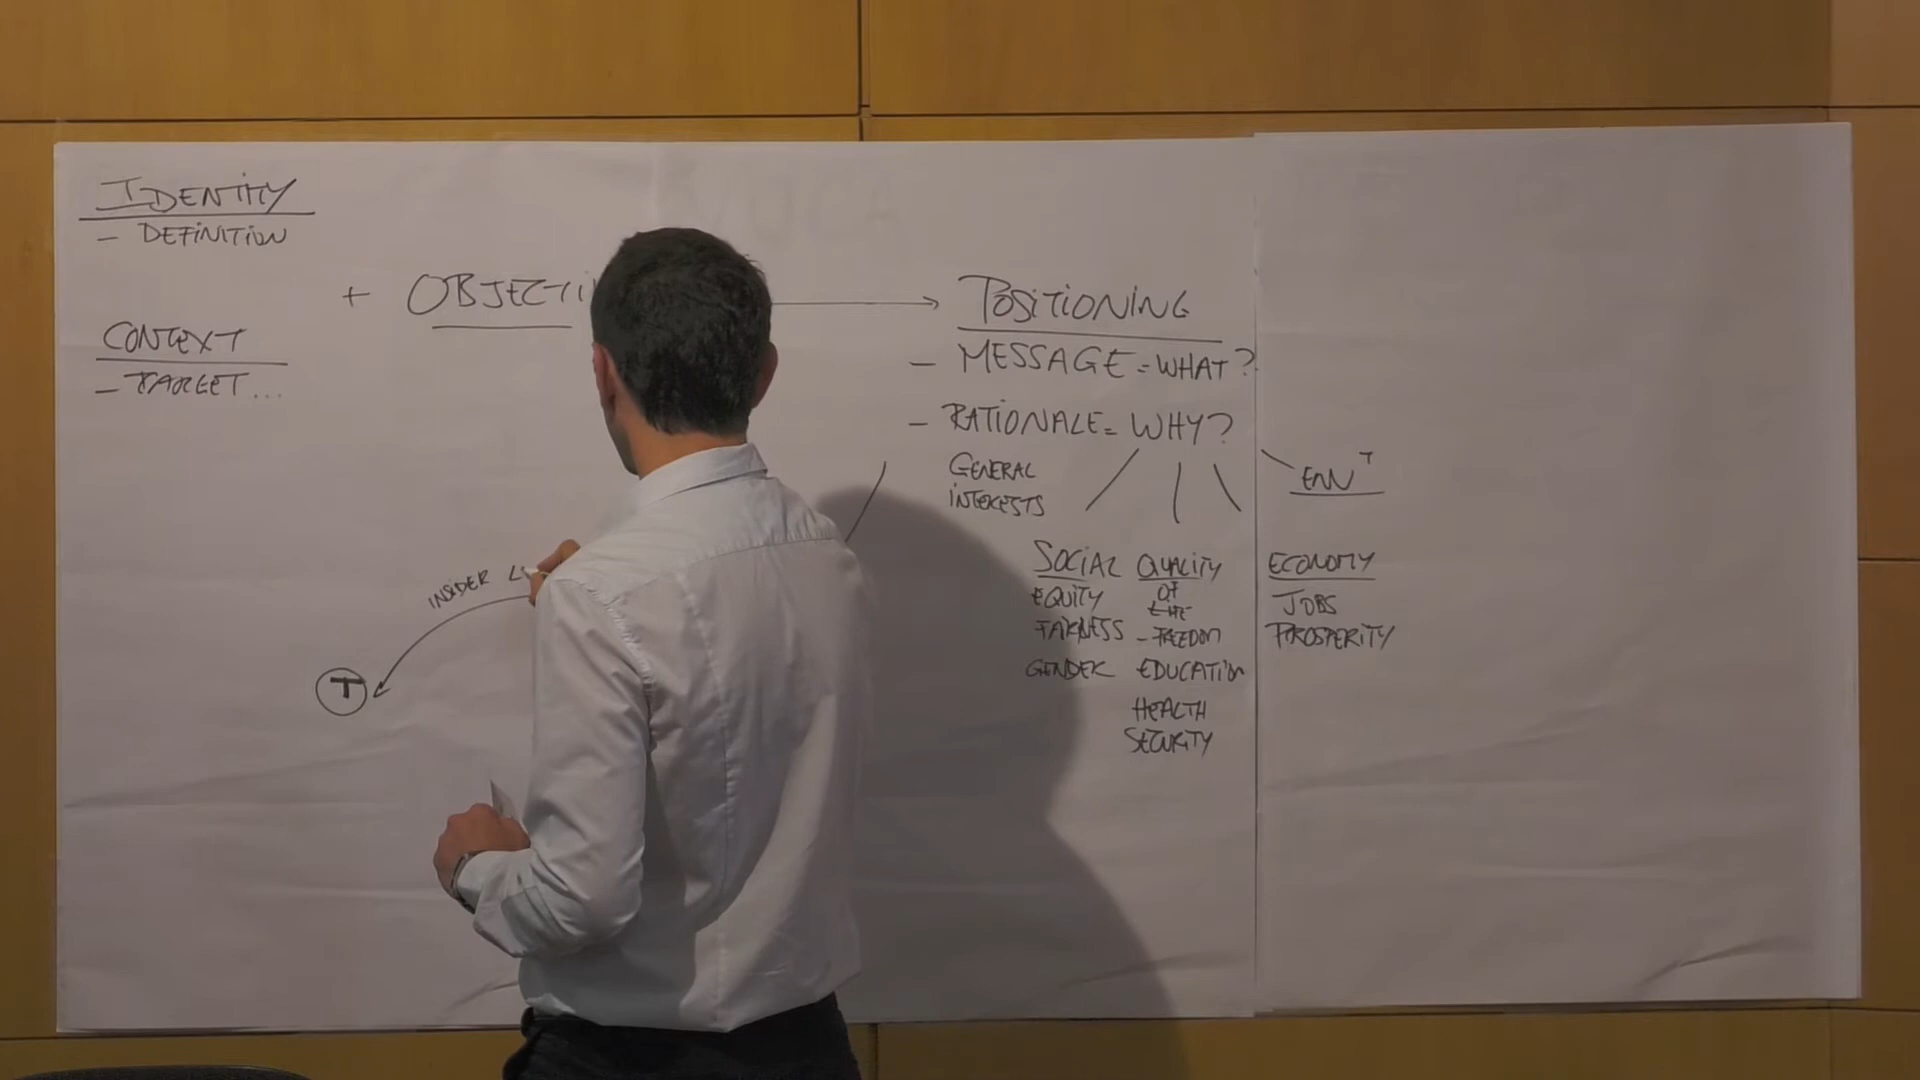 IDENTITY
- DEFINITION
+ OBJECTI
CONTEXT
- TARGET...
POSITIONING
- MESSAGE = WHAT?
- RATIONALE = WHY?
GENERAL
INTERESTS
ENVT
SOCIAL
EQUITY
FAIRNESS
GENDER
QUALITY
OF
LIFE
- FREEDOM
EDUCATION
HEALTH
SECURITY
ECONOMY
JOBS
PROSPERITY
INSIDER L
T